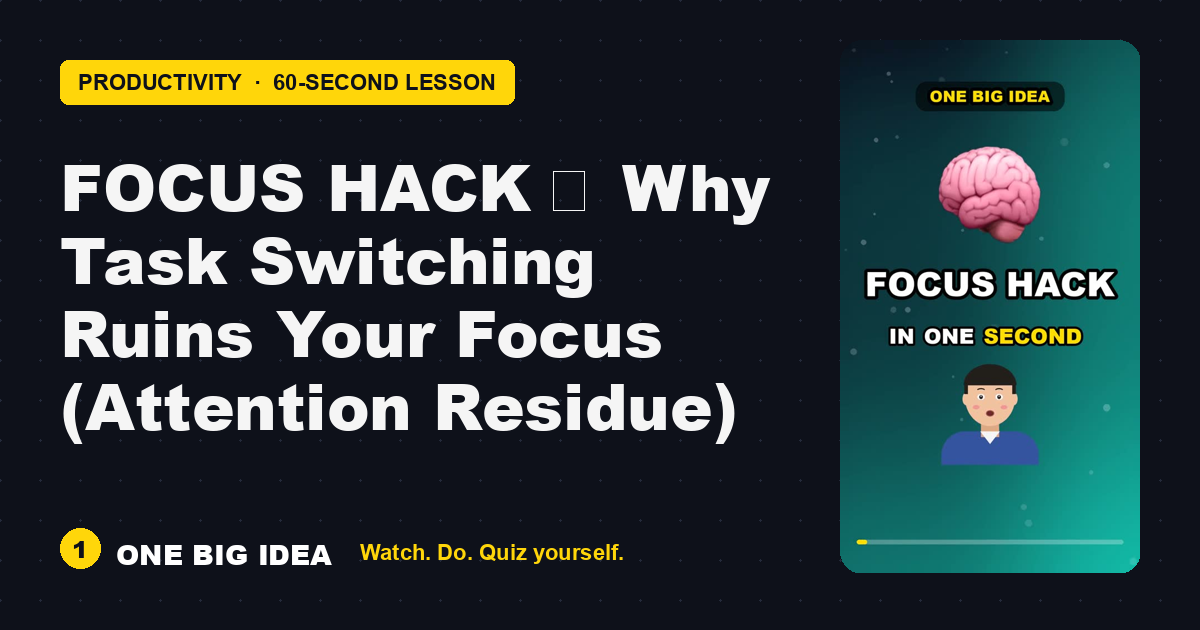 PRODUCTIVITY · 60-SECOND LESSON
FOCUS HACK □ Why
Task Switching
Ruins Your Focus
(Attention Residue)
1 ONE BIG IDEA Watch. Do. Quiz yourself.
ONE BIG IDEA
FOCUS HACK
IN ONE SECOND